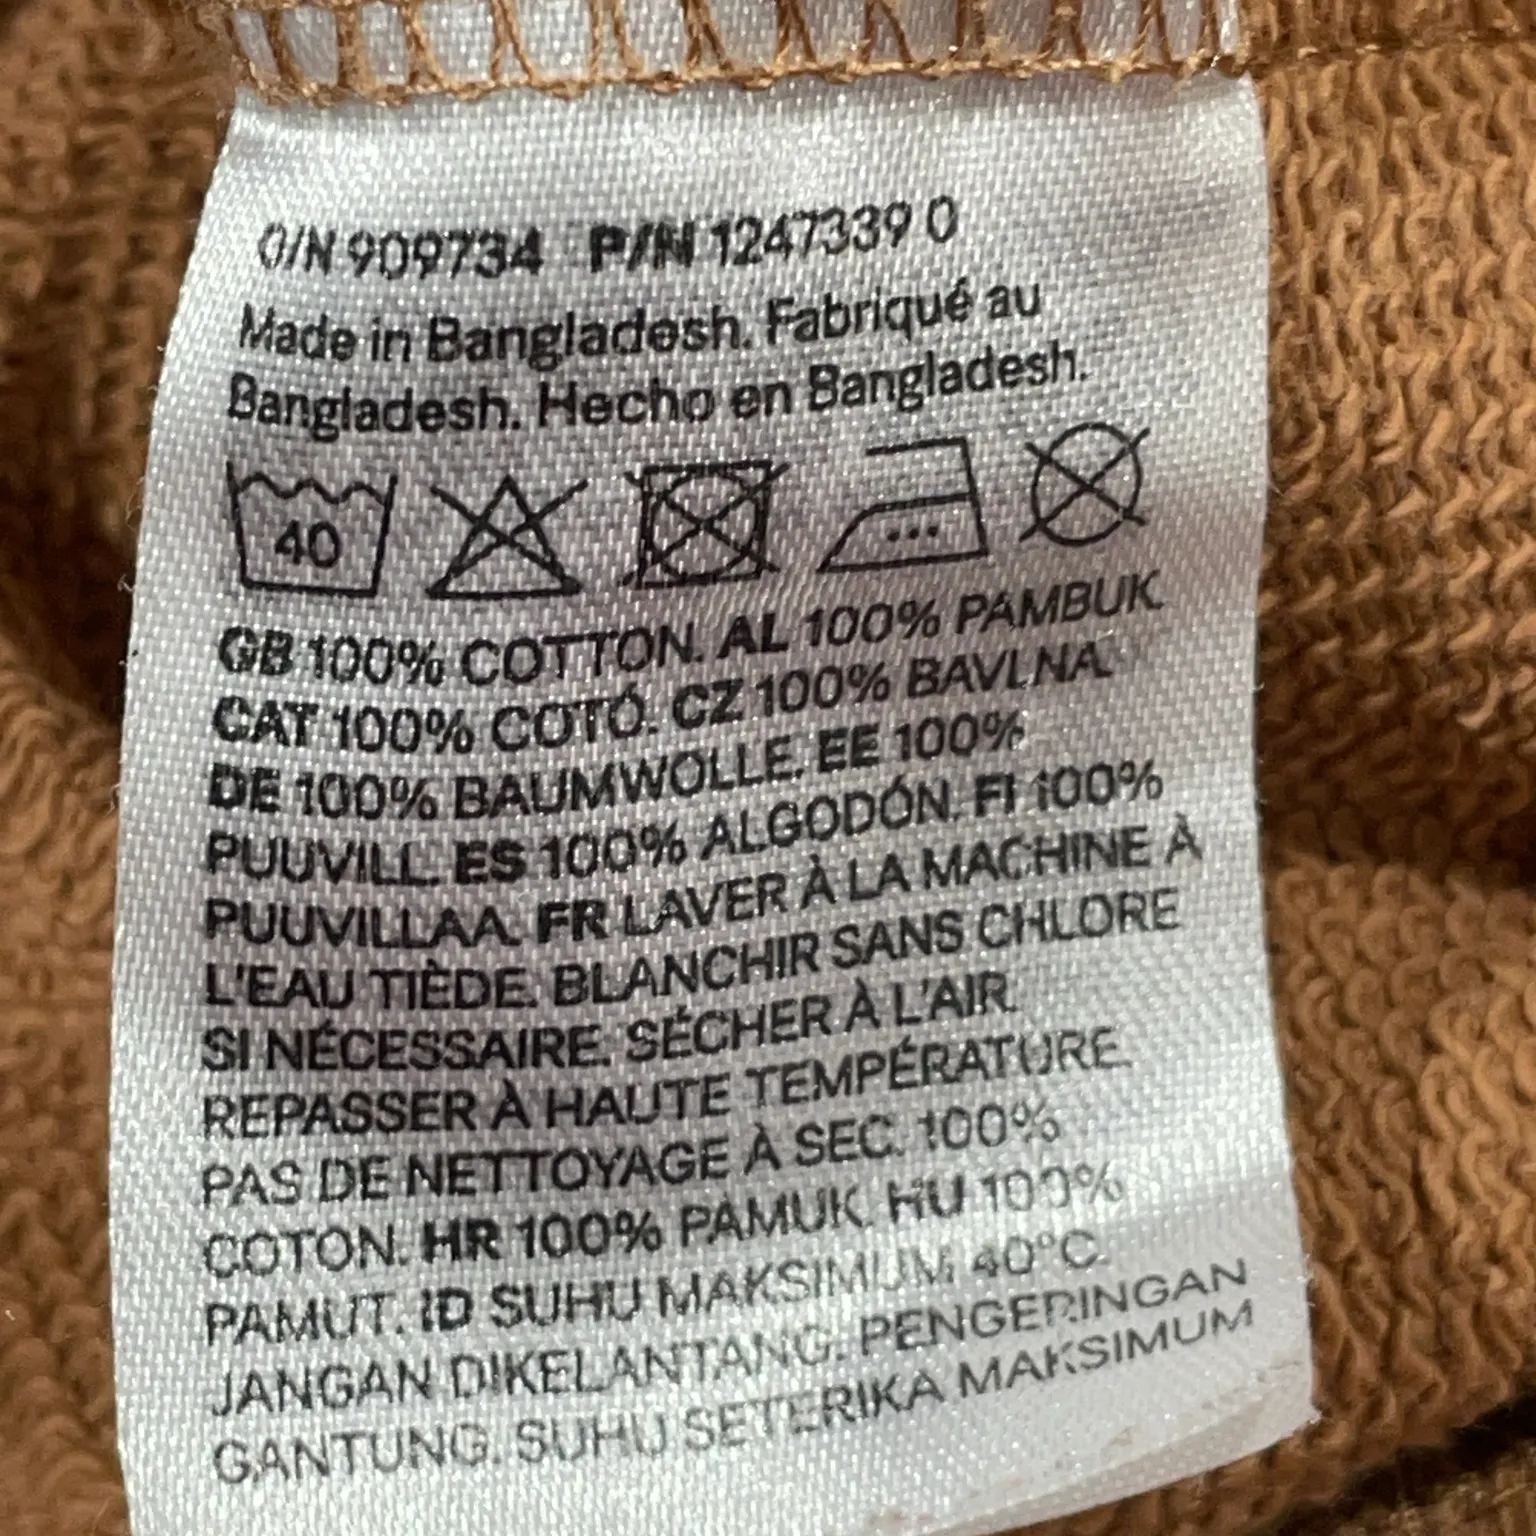 O/N 909734 P/N 1247339 0
Made in Bangladesh. Fabriqué au
Bangladesh. Hecho en Bangladesh.
40
GB 100% COTTON. AL 100% PAMBUK.
CAT 100% COTÓ. CZ 100% BAVLNA.
DE 100% BAUMWOLLE. EE 100%
PUUVILL. ES 100% ALGODÓN. FI 100%
PUUVILLAA. FR LAVER À LA MACHINE À
L'EAU TIÈDE. BLANCHIR SANS CHLORE
SI NÉCESSAIRE. SÉCHER À L'AIR.
REPASSER À HAUTE TEMPÉRATURE.
PAS DE NETTOYAGE À SEC. 100%
COTON. HR 100% PAMUK. HU 100%
PAMUT. ID SUHU MAKSIMUM 40°C.
JANGAN DIKELANTANG. PENGERINGAN
GANTUNG. SUHU SETERIKA MAKSIMUM